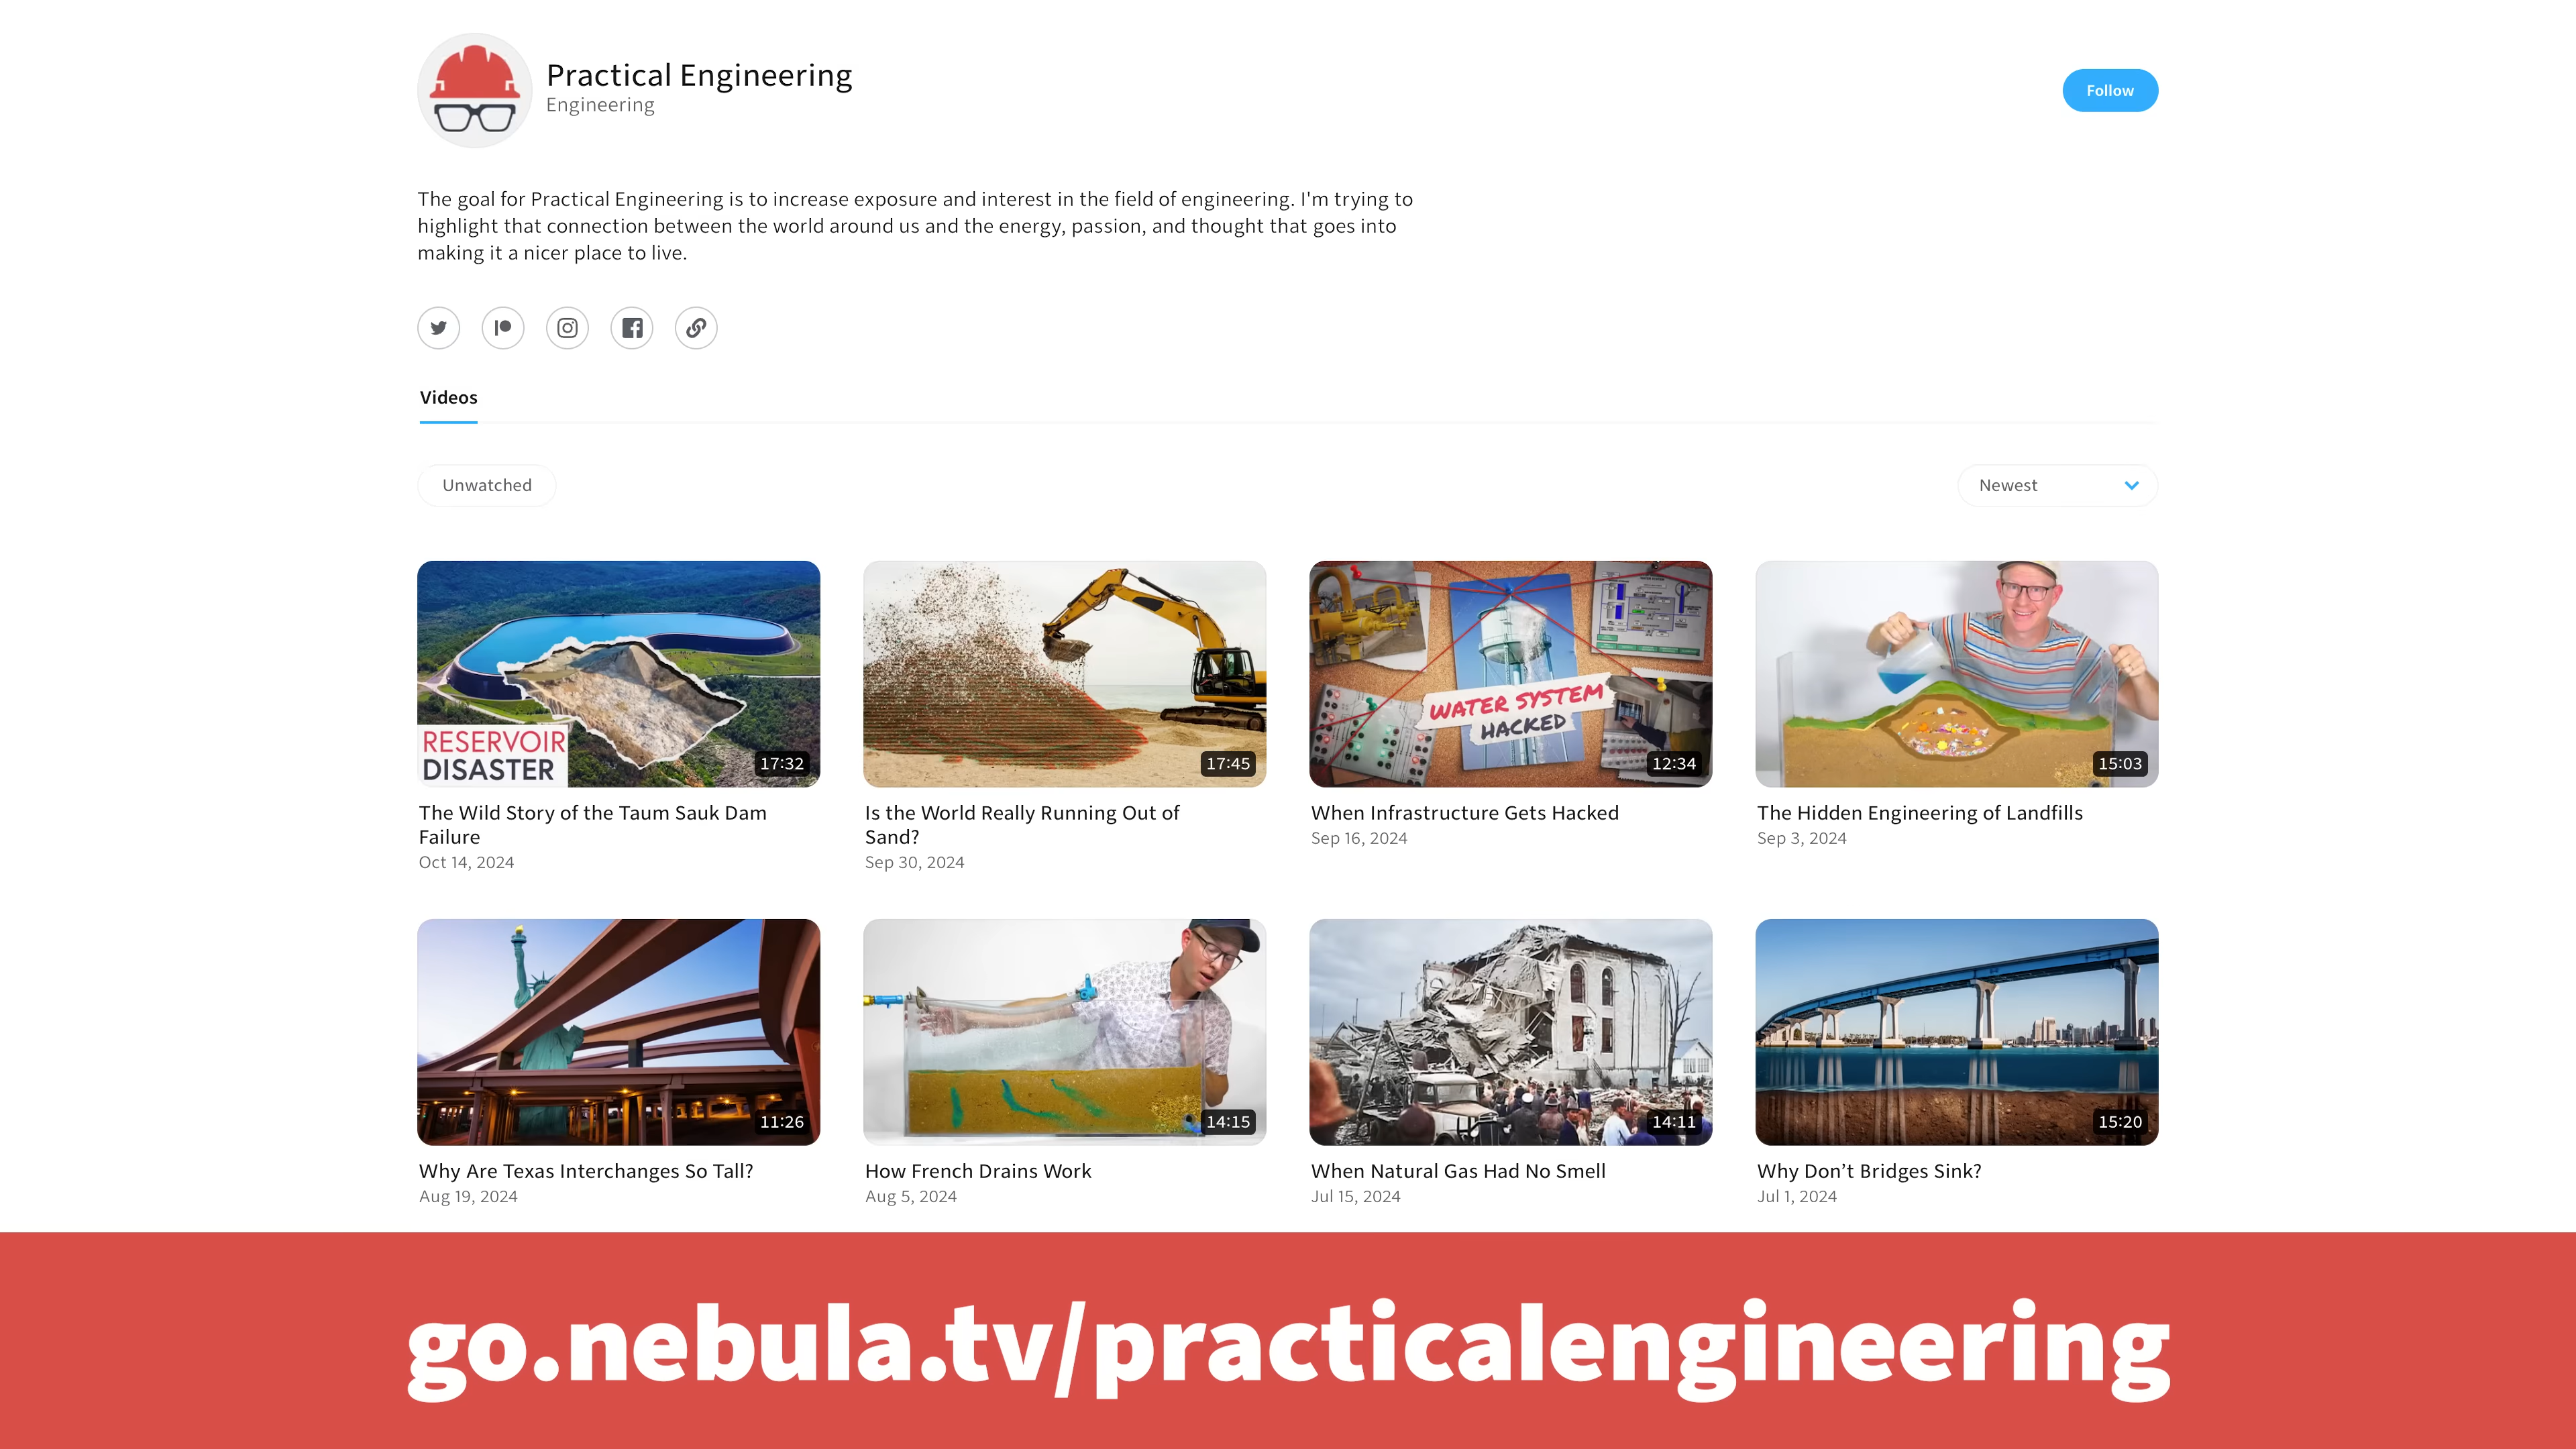 Practical Engineering
Engineering
Follow
The goal for Practical Engineering is to increase exposure and interest in the field of engineering. I'm trying to
highlight that connection between the world around us and the energy, passion, and thought that goes into
making it a nicer place to live.
Videos
Unwatched
Newest
RESERVOIR
DISASTER
17:32
17:45
WATER SYSTEM
HACKED
12:34
15:03
The Wild Story of the Taum Sauk Dam
Failure
Oct 14, 2024
Is the World Really Running Out of
Sand?
Sep 30, 2024
When Infrastructure Gets Hacked
Sep 16, 2024
The Hidden Engineering of Landfills
Sep 3, 2024
11:26
14:15
14:11
15:20
Why Are Texas Interchanges So Tall?
Aug 19, 2024
How French Drains Work
Aug 5, 2024
When Natural Gas Had No Smell
Jul 15, 2024
Why Don’t Bridges Sink?
Jul 1, 2024
go.nebula.tv/practicalengineering